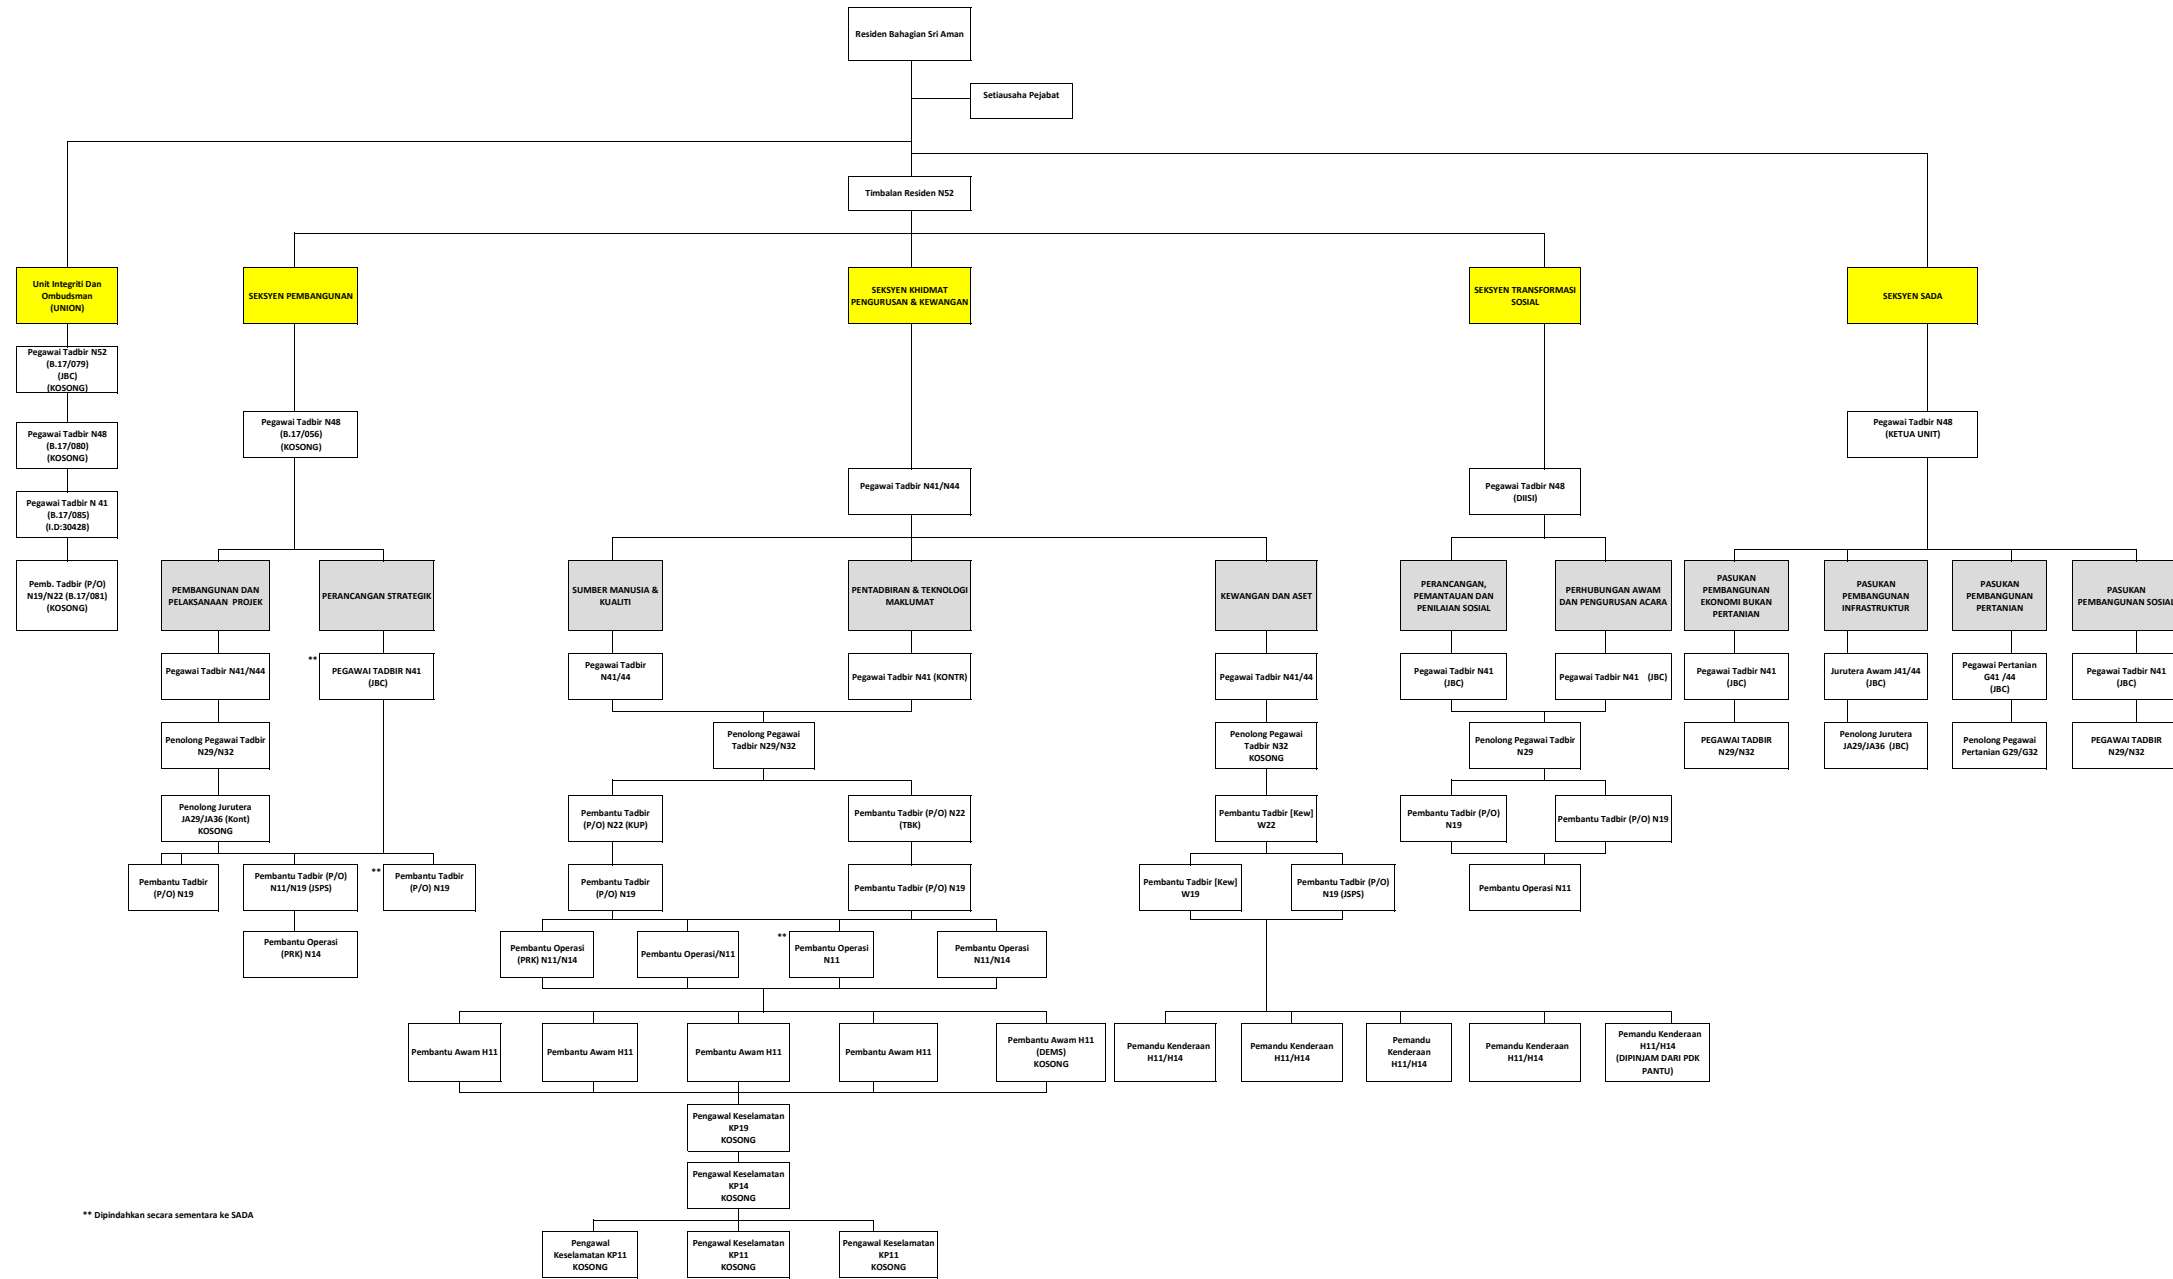 Residen Bahagian Sri Aman
Setiausaha Pejabat
Timbalan Residen N52
Unit Integriti Dan
Ombudsman
(UNION)
SEKSYEN PEMBANGUNAN
SEKSYEN KHIDMAT
PENGURUSAN & KEWANGAN
SEKSYEN TRANSFORMASI
SOSIAL
SEKSYEN SADA
Pegawai Tadbir N52
(B.17/079)
(JBC)
(KOSONG)
Pegawai Tadbir N48
(B.17/080)
(KOSONG)
Pegawai Tadbir N 41
(B.17/085)
(I.D:30428)
Pemb. Tadbir (P/O)
N19/N22 (B.17/081)
(KOSONG)
Pegawai Tadbir N48
(B.17/056)
(KOSONG)
Pegawai Tadbir N41/N44
Pegawai Tadbir N48
(DIISI)
Pegawai Tadbir N48
(KETUA UNIT)
PEMBANGUNAN DAN
PELAKSANAAN PROJEK
PERANCANGAN STRATEGIK
SUMBER MANUSIA &
KUALITI
PENTADBIRAN & TEKNOLOGI
MAKLUMAT
KEWANGAN DAN ASET
PERANCANGAN,
PEMANTAUAN DAN
PENILAIAN SOSIAL
PERHUBUNGAN AWAM
DAN PENGURUSAN ACARA
PASUKAN
PEMBANGUNAN
EKONOMI BUKAN
PERTANIAN
PASUKAN
PEMBANGUNAN
INFRASTRUKTUR
PASUKAN
PEMBANGUNAN
PERTANIAN
PASUKAN
PEMBANGUNAN SOSIAL
Pegawai Tadbir N41/N44
**
PEGAWAI TADBIR N41
(JBC)
Pegawai Tadbir
N41/44
Pegawai Tadbir N41 (KONTR)
Pegawai Tadbir N41/44
Pegawai Tadbir N41
(JBC)
Pegawai Tadbir N41 (JBC)
Pegawai Tadbir N41
(JBC)
Jurutera Awam J41/44
(JBC)
Pegawai Pertanian
G41 /44
(JBC)
Pegawai Tadbir N41
(JBC)
Penolong Pegawai Tadbir
N29/N32
Penolong Pegawai
Tadbir N29/N32
Penolong Pegawai
Tadbir N32
KOSONG
Penolong Pegawai Tadbir
N29
PEGAWAI TADBIR
N29/N32
Penolong Jurutera
JA29/JA36 (JBC)
Penolong Pegawai
Pertanian G29/G32
PEGAWAI TADBIR
N29/N32
Penolong Jurutera
JA29/JA36 (Kont)
KOSONG
Pembantu Tadbir
(P/O) N22 (KUP)
Pembantu Tadbir (P/O) N22
(TBK)
Pembantu Tadbir [Kew]
W22
Pembantu Tadbir (P/O)
N19
Pembantu Tadbir (P/O) N19
Pembantu Tadbir
(P/O) N19
Pembantu Tadbir (P/O)
N11/N19 (JSPS)
**
Pembantu Tadbir
(P/O) N19
Pembantu Tadbir
(P/O) N19
Pembantu Tadbir (P/O) N19
Pembantu Tadbir [Kew]
W19
Pembantu Tadbir (P/O)
N19 (JSPS)
Pembantu Operasi N11
Pembantu Operasi
(PRK) N14
Pembantu Operasi
(PRK) N11/N14
Pembantu Operasi/N11
**
Pembantu Operasi
N11
Pembantu Operasi
N11/N14
Pembantu Awam H11
Pembantu Awam H11
Pembantu Awam H11
Pembantu Awam H11
Pembantu Awam H11
(DEMS)
KOSONG
Pemandu Kenderaan
H11/H14
Pemandu Kenderaan
H11/H14
Pemandu
Kenderaan
H11/H14
Pemandu Kenderaan
H11/H14
Pemandu Kenderaan
H11/H14
(DIPINJAM DARI PDK
PANTU)
Pengawal Keselamatan
KP19
KOSONG
Pengawal Keselamatan
KP14
KOSONG
** Dipindahkan secara sementara ke SADA
Pengawal
Keselamatan KP11
KOSONG
Pengawal Keselamatan
KP11
KOSONG
Pengawal Keselamatan
KP11
KOSONG